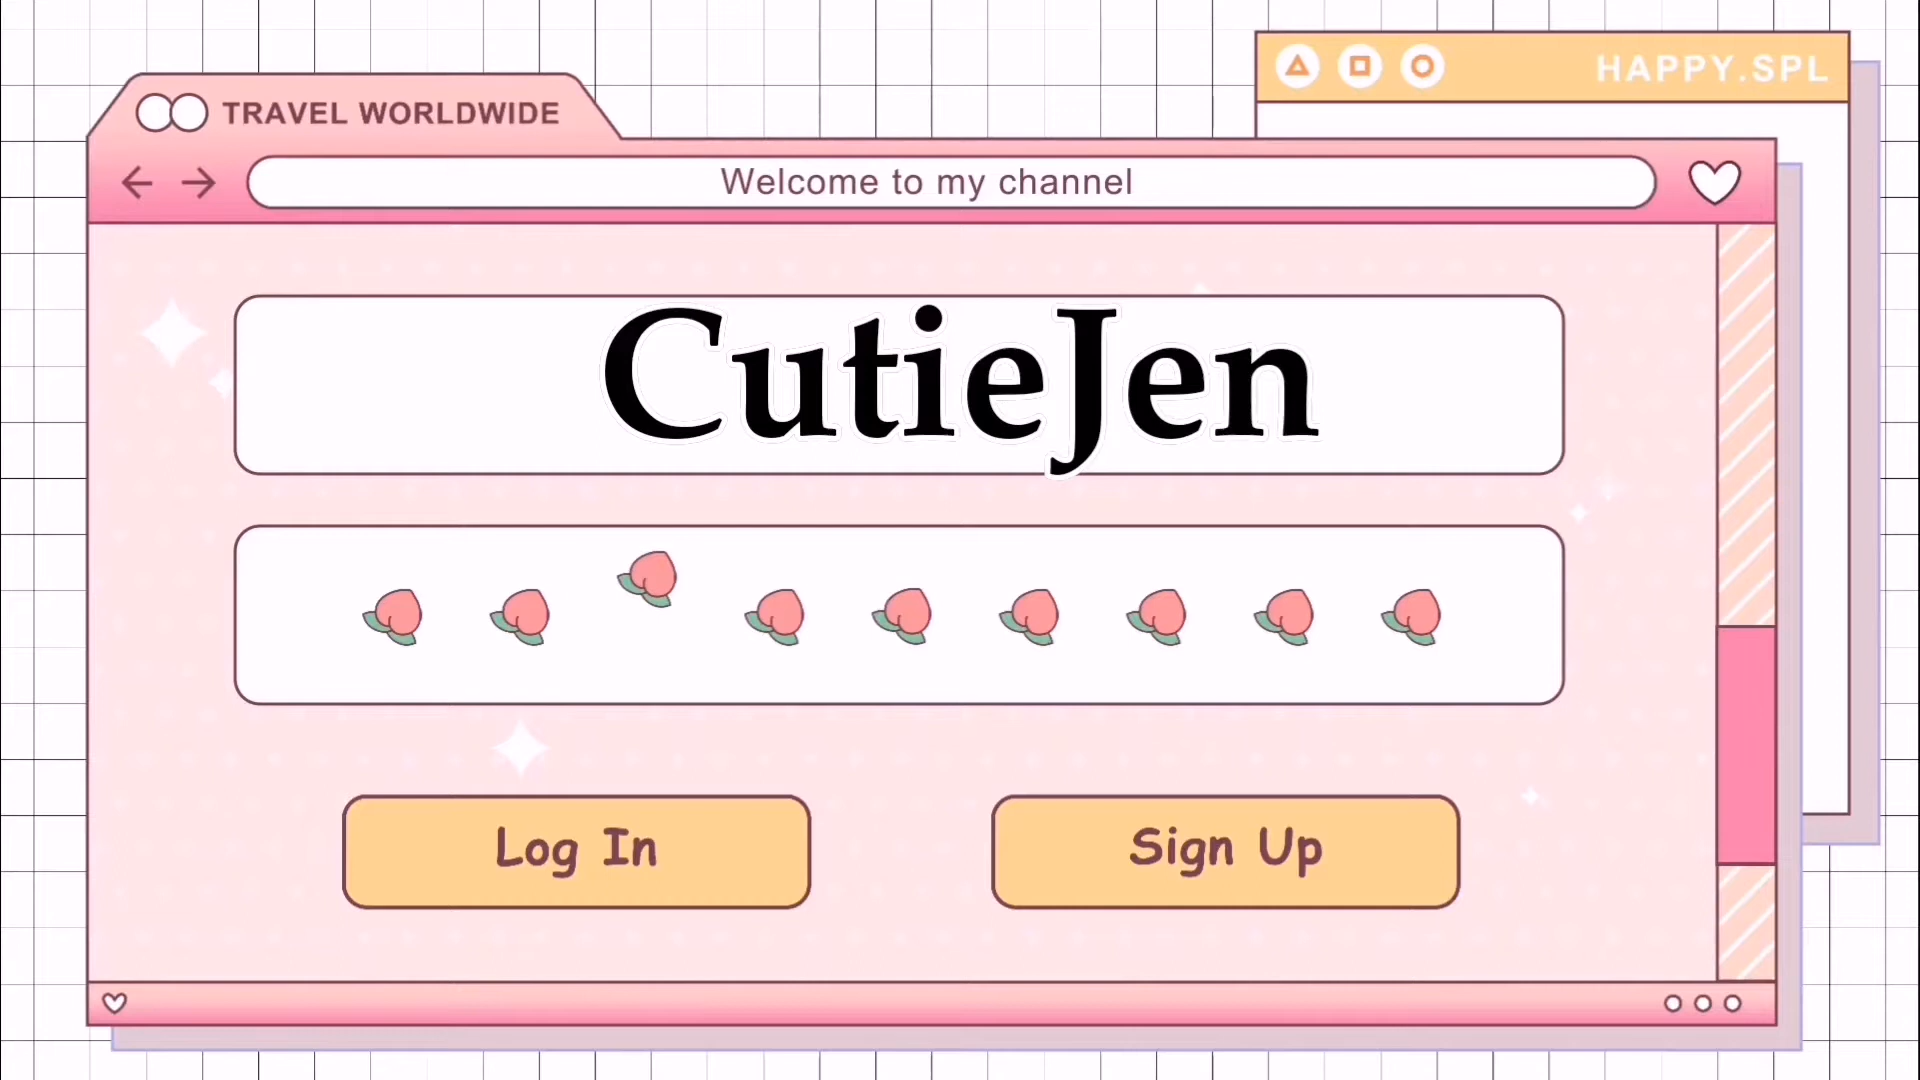 HAPPY.SPL
TRAVEL WORLDWIDE
Welcome to my channel
CutieJen
Log In
Sign Up